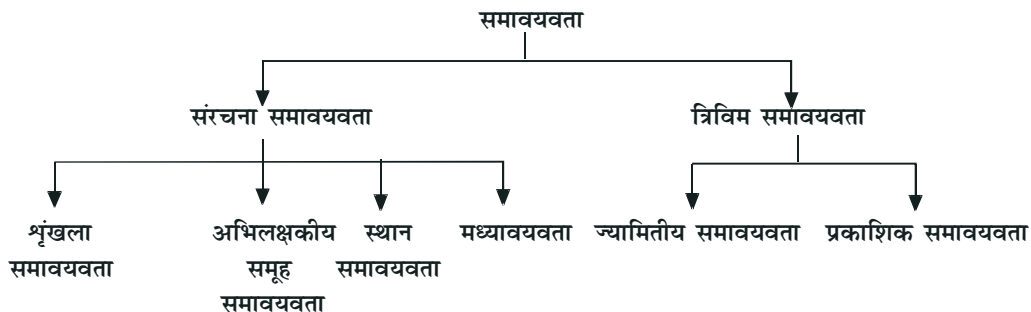 समावयवता
संरचना समावयवता
त्रिविम समावयवता
शृंखला
समावयवता
अभिलक्षकीय
समूह
समावयवता
स्थान
समावयवता
मध्यावयवता
ज्यामितीय समावयवता
प्रकाशिक समावयवता